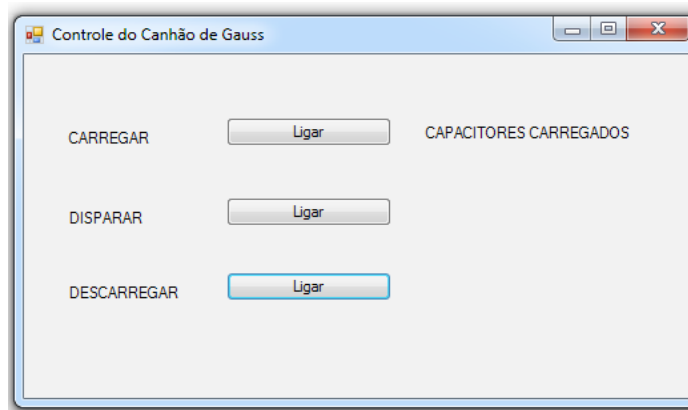 Controle do Canhão de Gauss
CARREGAR Ligar CAPACITORES CARREGADOS
DISPARAR Ligar
DESCARREGAR Ligar